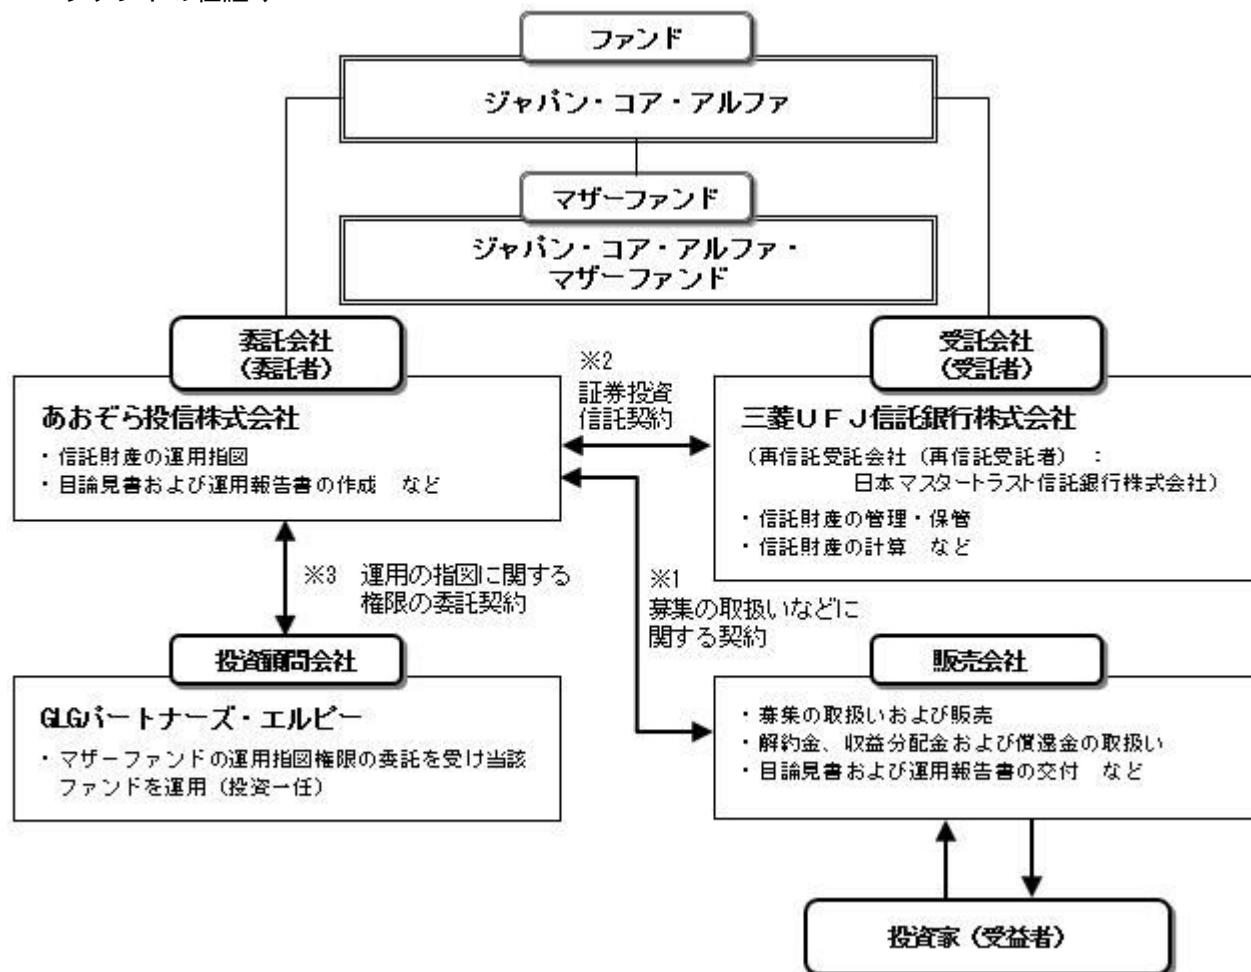 ファンド
ジャパン・コア・アルファ
マザーファンド
ジャパン・コア・アルファ・
マザーファンド
委託会社
（委託者）
あおぞら投信株式会社
・信託財産の運用指図
・目論見書および運用報告書の作成　など
※2
証券投資
信託契約
受託会社
（受託者）
三菱ＵＦＪ信託銀行株式会社
（再信託受託会社（再信託受託者）：
日本マスタートラスト信託銀行株式会社）
・信託財産の管理・保管
・信託財産の計算　など
※3　運用の指図に関する
権限の委託契約
※1
募集の取扱いなどに
関する契約
投資顧問会社
GLGパートナーズ・エルピー
・マザーファンドの運用指図権限の委託を受け当該
ファンドを運用（投資一任）
販売会社
・募集の取扱いおよび販売
・解約金、収益分配金および償還金の取扱い
・目論見書および運用報告書の交付　など
投資家（受益者）